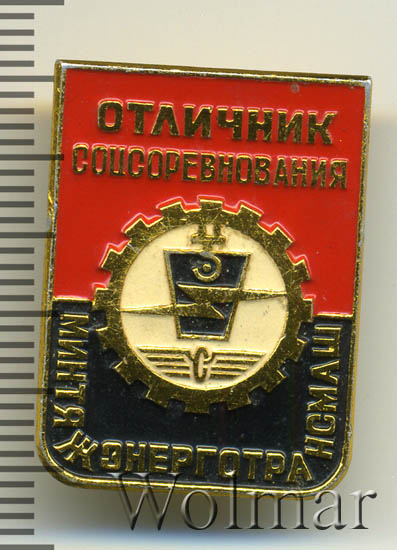 ОТЛИЧНИК
СОЦСОРЕВНОВАНИЯ
С
МИНТЯЖЭНЕРГОТРАНСМАШ
Wolmar